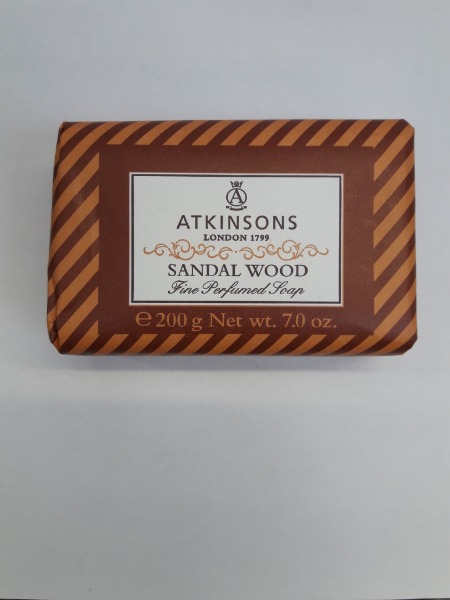 A
ATKINSONS
LONDON 1799
SANDAL WOOD
Fine Perfumed Soap
℮ 200 g Net wt. 7.0 oz.